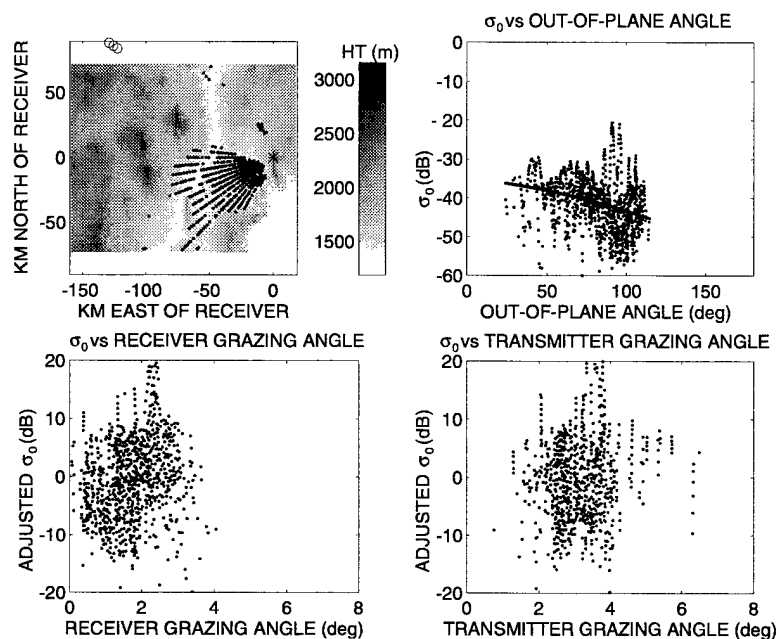 HT (m)
KM NORTH OF RECEIVER
50
0
-50
3000
2500
2000
1500
-150 -100 -50 0
KM EAST OF RECEIVER
σ0 vs OUT-OF-PLANE ANGLE
σ0 (dB)
0
-10
-20
-30
-40
-50
-60
0 50 100 150
OUT-OF-PLANE ANGLE (deg)
σ0 vs RECEIVER GRAZING ANGLE
ADJUSTED σ0 (dB)
20
10
0
-10
-20
0 2 4 6 8
RECEIVER GRAZING ANGLE (deg)
σ0 vs TRANSMITTER GRAZING ANGLE
ADJUSTED σ0 (dB)
20
10
0
-10
-20
0 2 4 6 8
TRANSMITTER GRAZING ANGLE (deg)